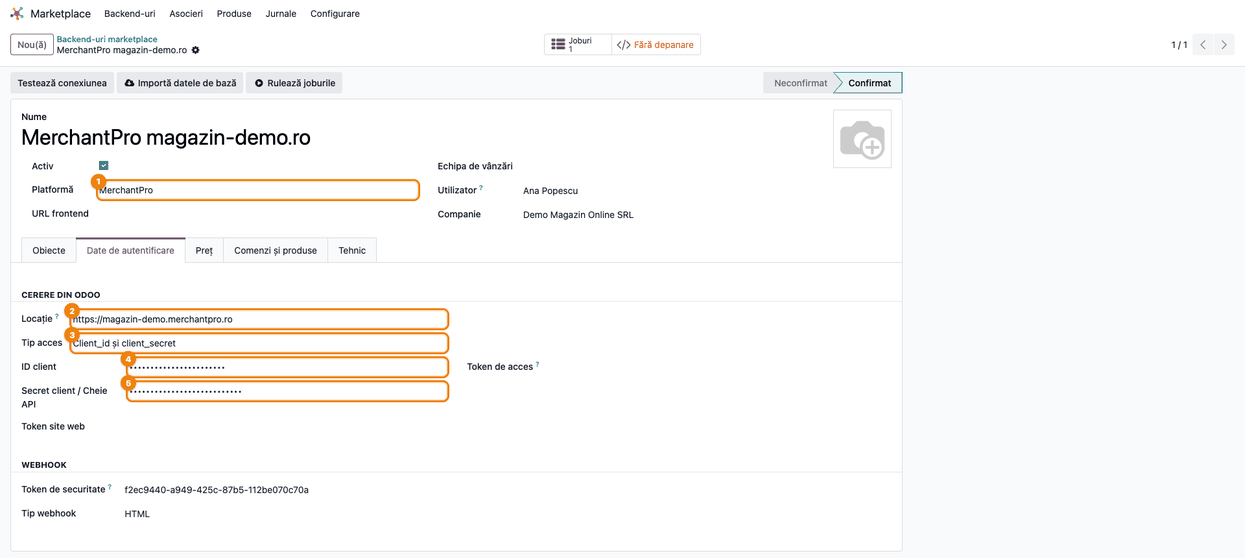 Marketplace Backend-uri Asocieri Produse Jurnale Configurare
Nou(ă) Backend-uri marketplace
MerchantPro magazin-demo.ro
Joburi
1
</> Fără depanare
1 / 1
Testează conexiunea Importă datele de bază Rulează joburile Neconfirmat Confirmat
Nume
MerchantPro magazin-demo.ro
Activ Echipa de vânzări
1
Platformă MerchantPro Utilizator ? Ana Popescu
URL frontend Companie Demo Magazin Online SRL
Obiecte Date de autentificare Preț Comenzi și produse Tehnic
CERERE DIN ODOO
2
Locație ? https://magazin-demo.merchantpro.ro
3
Tip acces Client_id și client_secret
4
ID client •••••••••••••••••••••• Token de acces ?
5
Secret client / Cheie ••••••••••••••••••••••••••
API
Token site web
WEBHOOK
Token de securitate ? f2ec9440-a949-425c-87b5-112be070c70a
Tip webhook HTML